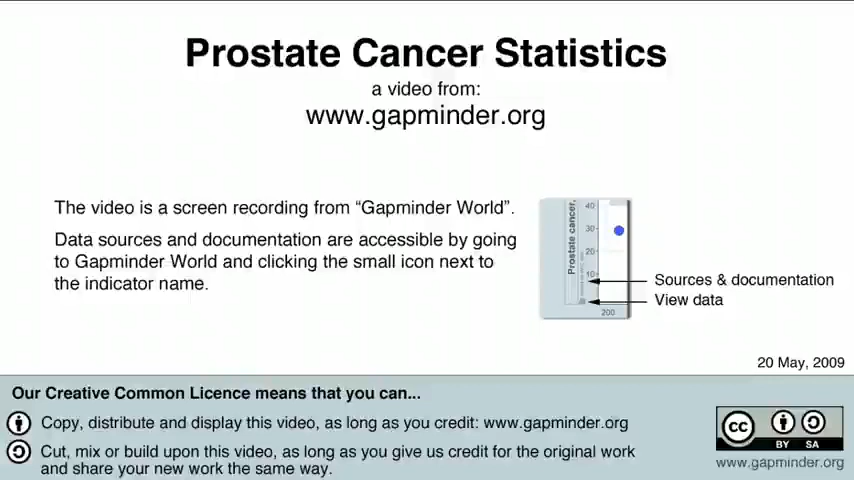 Prostate Cancer Statistics
a video from:
www.gapminder.org
The video is a screen recording from “Gapminder World”.
Data sources and documentation are accessible by going
to Gapminder World and clicking the small icon next to
the indicator name.
Prostate cancer,
40
30
20
10
200
Sources & documentation
View data
20 May, 2009
Our Creative Common Licence means that you can...
Copy, distribute and display this video, as long as you credit: www.gapminder.org
Cut, mix or build upon this video, as long as you give us credit for the original work
and share your new work the same way.
cc
BY SA
www.gapminder.org